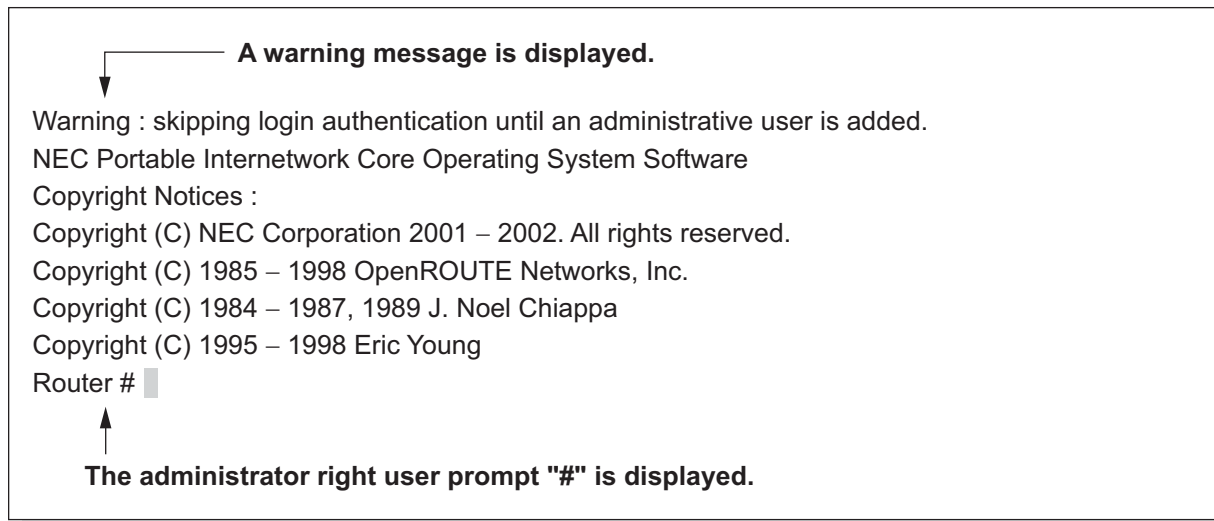 A warning message is displayed.
Warning : skipping login authentication until an administrative user is added.
NEC Portable Internetwork Core Operating System Software
Copyright Notices :
Copyright (C) NEC Corporation 2001 – 2002. All rights reserved.
Copyright (C) 1985 – 1998 OpenROUTE Networks, Inc.
Copyright (C) 1984 – 1987, 1989 J. Noel Chiappa
Copyright (C) 1995 – 1998 Eric Young
Router #
The administrator right user prompt "#" is displayed.